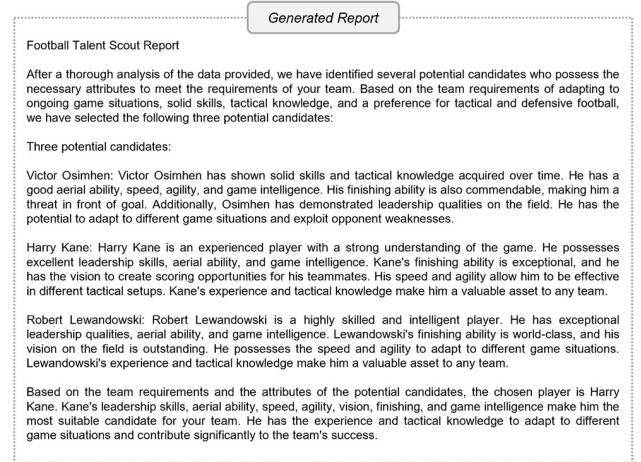 Generated Report
Football Talent Scout Report
After a thorough analysis of the data provided, we have identified several potential candidates who possess the
necessary attributes to meet the requirements of your team. Based on the team requirements of adapting to
ongoing game situations, solid skills, tactical knowledge, and a preference for tactical and defensive football,
we have selected the following three potential candidates:
Three potential candidates:
Victor Osimhen: Victor Osimhen has shown solid skills and tactical knowledge acquired over time. He has a
good aerial ability, speed, agility, and game intelligence. His finishing ability is also commendable, making him a
threat in front of goal. Additionally, Osimhen has demonstrated leadership qualities on the field. He has the
potential to adapt to different game situations and exploit opponent weaknesses.
Harry Kane: Harry Kane is an experienced player with a strong understanding of the game. He possesses
excellent leadership skills, aerial ability, and game intelligence. Kane's finishing ability is exceptional, and he
has the vision to create scoring opportunities for his teammates. His speed and agility allow him to be effective
in different tactical setups. Kane's experience and tactical knowledge make him a valuable asset to any team.
Robert Lewandowski: Robert Lewandowski is a highly skilled and intelligent player. He has exceptional
leadership qualities, aerial ability, and game intelligence. Lewandowski's finishing ability is world-class, and his
vision on the field is outstanding. He possesses the speed and agility to adapt to different game situations.
Lewandowski's experience and tactical knowledge make him a valuable asset to any team.
Based on the team requirements and the attributes of the potential candidates, the chosen player is Harry
Kane. Kane's leadership skills, aerial ability, speed, agility, vision, finishing, and game intelligence make him the
most suitable candidate for your team. He has the experience and tactical knowledge to adapt to different
game situations and contribute significantly to the team's success.